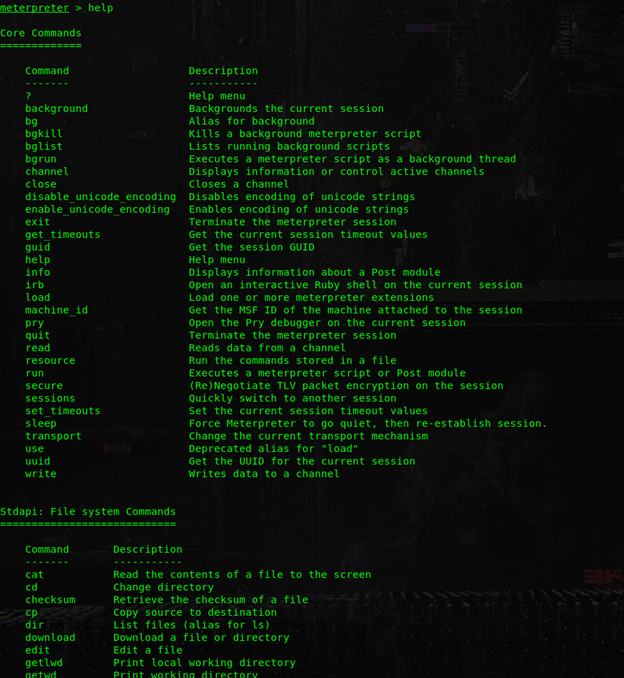 meterpreter > help
Core Commands
=============
Command Description
------- -----------
? Help menu
background Backgrounds the current session
bg Alias for background
bgkill Kills a background meterpreter script
bglist Lists running background scripts
bgrun Executes a meterpreter script as a background thread
channel Displays information or control active channels
close Closes a channel
disable_unicode_encoding Disables encoding of unicode strings
enable_unicode_encoding Enables encoding of unicode strings
exit Terminate the meterpreter session
get_timeouts Get the current session timeout values
guid Get the session GUID
help Help menu
info Displays information about a Post module
irb Open an interactive Ruby shell on the current session
load Load one or more meterpreter extensions
machine_id Get the MSF ID of the machine attached to the session
pry Open the Pry debugger on the current session
quit Terminate the meterpreter session
read Reads data from a channel
resource Run the commands stored in a file
run Executes a meterpreter script or Post module
secure (Re)Negotiate TLV packet encryption on the session
sessions Quickly switch to another session
set_timeouts Set the current session timeout values
sleep Force Meterpreter to go quiet, then re-establish session.
transport Change the current transport mechanism
use Deprecated alias for "load"
uuid Get the UUID for the current session
write Writes data to a channel
Stdapi: File system Commands
============================
Command Description
------- -----------
cat Read the contents of a file to the screen
cd Change directory
checksum Retrieve the checksum of a file
cp Copy source to destination
dir List files (alias for ls)
download Download a file or directory
edit Edit a file
getlwd Print local working directory
getwd Print working directory